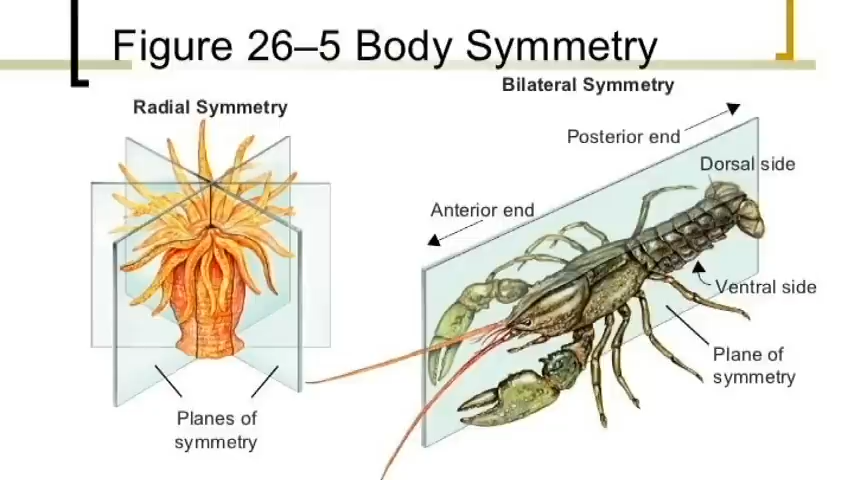 Figure 26–5 Body Symmetry
Radial Symmetry
Planes of
symmetry
Bilateral Symmetry
Posterior end
Dorsal side
Anterior end
Ventral side
Plane of
symmetry